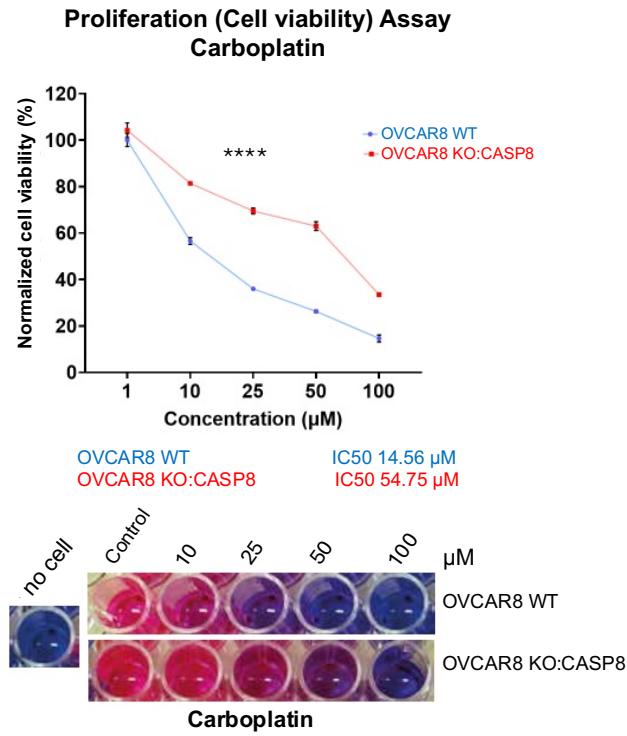 Proliferation (Cell viability) Assay
Carboplatin
Normalized cell viability (%)
120
100
80
60
40
20
0
****
OVCAR8 WT
OVCAR8 KO:CASP8
1 10 25 50 100
Concentration (µM)
OVCAR8 WT IC50 14.56 µM
OVCAR8 KO:CASP8 IC50 54.75 µM
no cell Control 10 25 50 100 µM
OVCAR8 WT
OVCAR8 KO:CASP8
Carboplatin